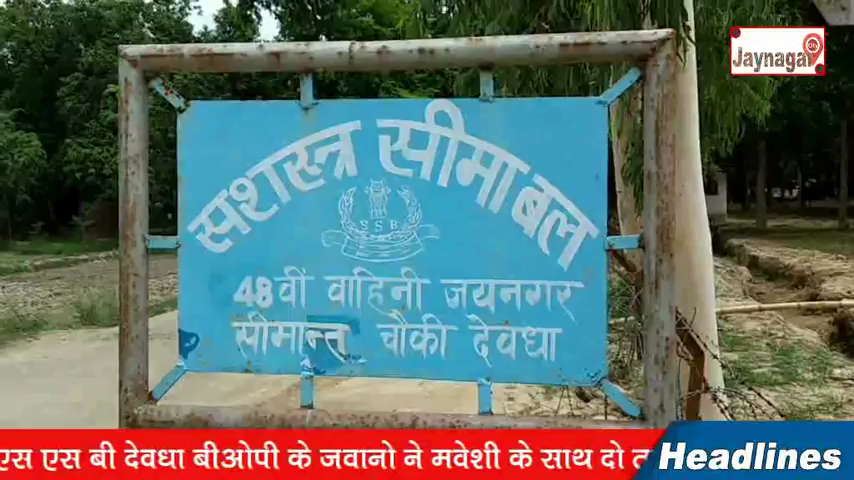 Jaynagar
सशस्त्र सीमा बल
SSB
48वीं वाहिनी जयनगर
सीमान्त चौकी देवधा
एस एस बी देवधा बीओपी के जवानो ने मवेशी के साथ दो
Headlines